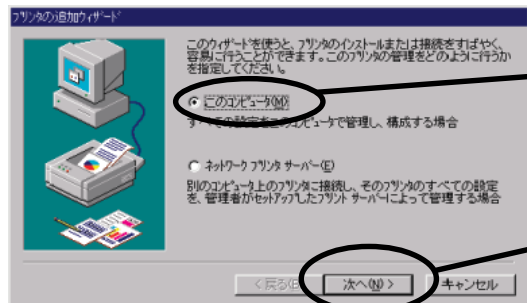 プリンタの追加ウィザード
このウィザードを使うと、プリンタのインストールまたは接続をすばやく、
容易に行うことができます。このプリンタの管理をどのように行うか
を指定してください。
このコンピュータ(M)
すべての設定をこのコンピュータで管理し、構成する場合
ネットワーク プリンタ サーバー(E)
別のコンピュータ上のプリンタに接続し、そのプリンタのすべての設定
を、管理者がセットアップしたプリント サーバーによって管理する場合
< 戻る(B)
次へ(N) >
キャンセル